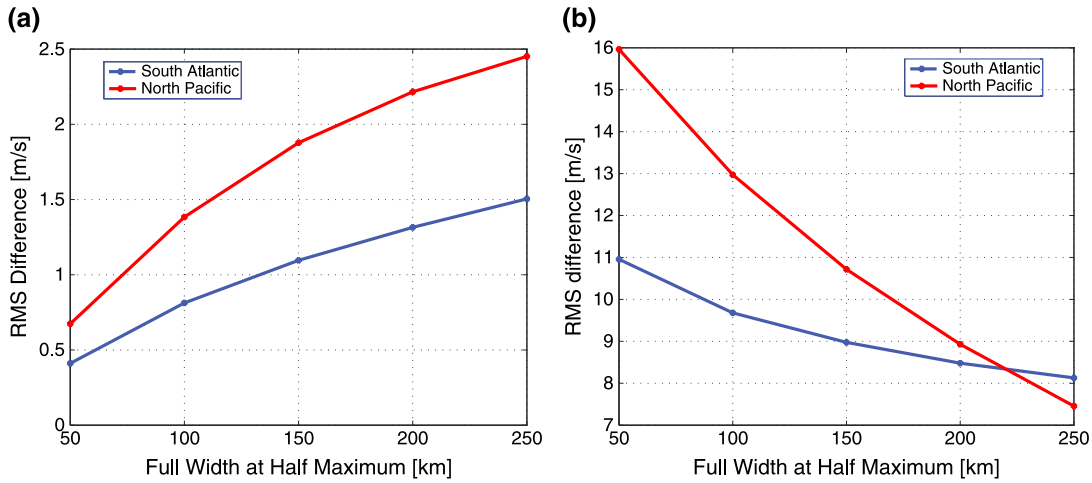 (a)
South Atlantic
North Pacific
2.5
2
1.5
1
0.5
0
RMS Difference [m/s]
50 100 150 200 250
Full Width at Half Maximum [km]
(b)
South Atlantic
North Pacific
16
15
14
13
12
11
10
9
8
7
RMS difference [m/s]
50 100 150 200 250
Full Width at Half Maximum [km]